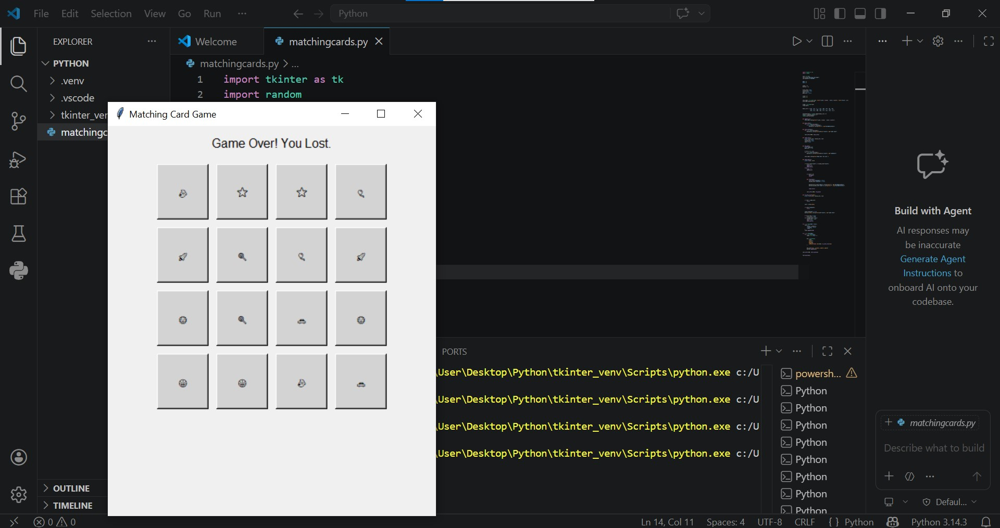 File Edit Selection View Go Run
Python
EXPLORER
PYTHON
.venv
.vscode
tkinter_ver
matchingc
OUTLINE
TIMELINE
Welcome
matchingcards.py
matchingcards.py > ...
1 import tkinter as tk
2 import random
Matching Card Game
Game Over! You Lost.
PORTS
\User\Desktop\Python\tkinter_venv\Scripts\python.exe c:/U
\User\Desktop\Python\tkinter_venv\Scripts\python.exe c:/U
\User\Desktop\Python\tkinter_venv\Scripts\python.exe c:/U
\User\Desktop\Python\tkinter_venv\Scripts\python.exe c:/U
powersh...
Python
Python
Python
Python
Python
Python
Python
Python
Build with Agent
AI responses may
be inaccurate
Generate Agent
Instructions to
onboard AI onto your
codebase.
matchingcards.py
Describe what to build
Defaul...
0 0
Ln 14, Col 11 Spaces: 4 UTF-8 CRLF { } Python Python 3.14.3